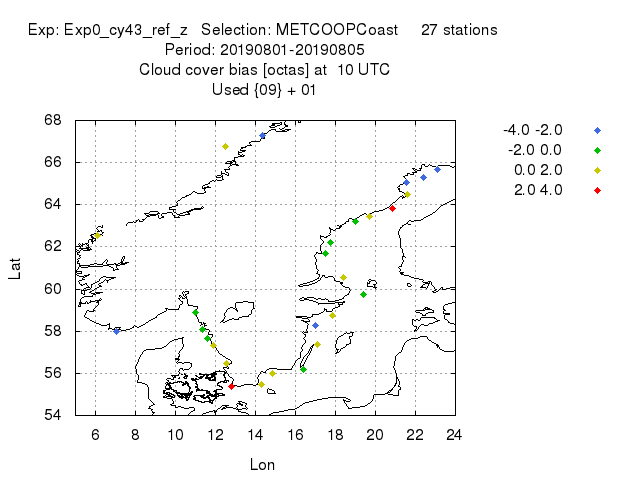 Exp: Exp0_cy43_ref_z Selection: METCOOPCoast 27 stations
Period: 20190801-20190805
Cloud cover bias [octas] at 10 UTC
Used {09} + 01
68
66
64
62
60
58
56
54
6 8 10 12 14 16 18 20 22 24
Lat
Lon
-4.0 -2.0
-2.0 0.0
0.0 2.0
2.0 4.0